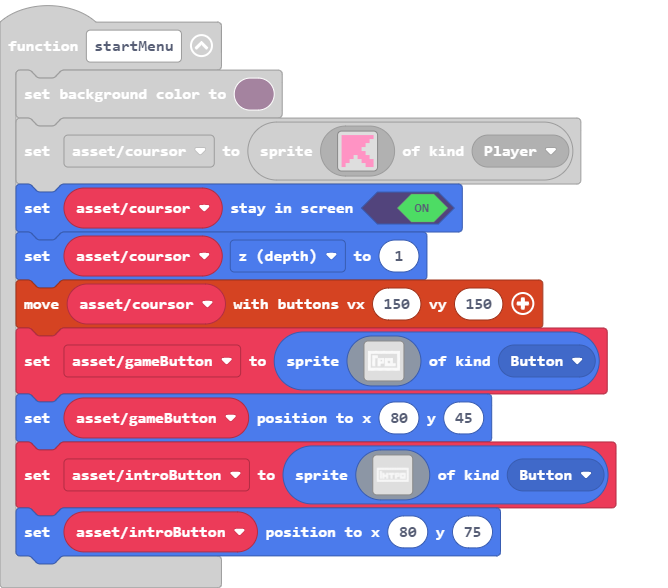 function startMenu
set background color to
set asset/coursor to sprite of kind Player
set asset/coursor stay in screen ON
set asset/coursor z (depth) to 1
move asset/coursor with buttons vx 150 vy 150
set asset/gameButton to sprite of kind Button
set asset/gameButton position to x 80 y 45
set asset/introButton to sprite INTRO of kind Button
set asset/introButton position to x 80 y 75